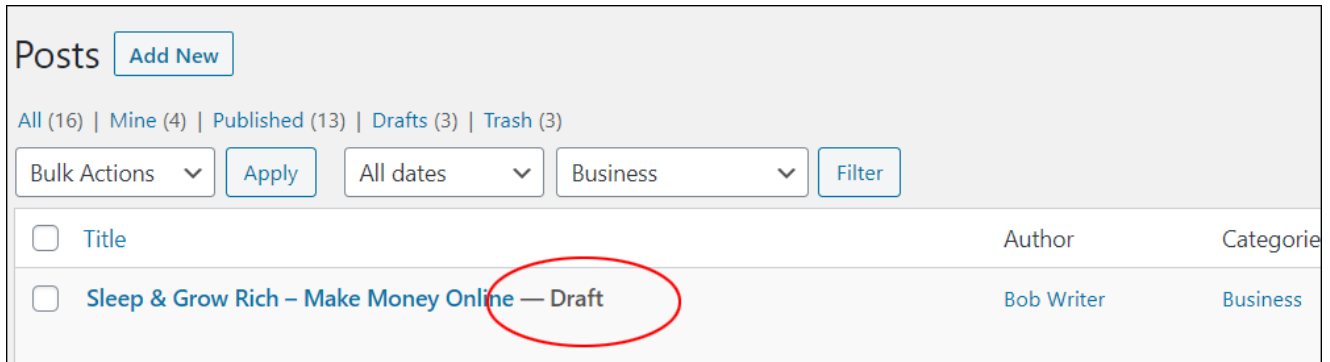 Posts Add New
All (16) | Mine (4) | Published (13) | Drafts (3) | Trash (3)
Bulk Actions Apply All dates Business Filter
Title Author Categorie
Sleep & Grow Rich – Make Money Online — Draft Bob Writer Business